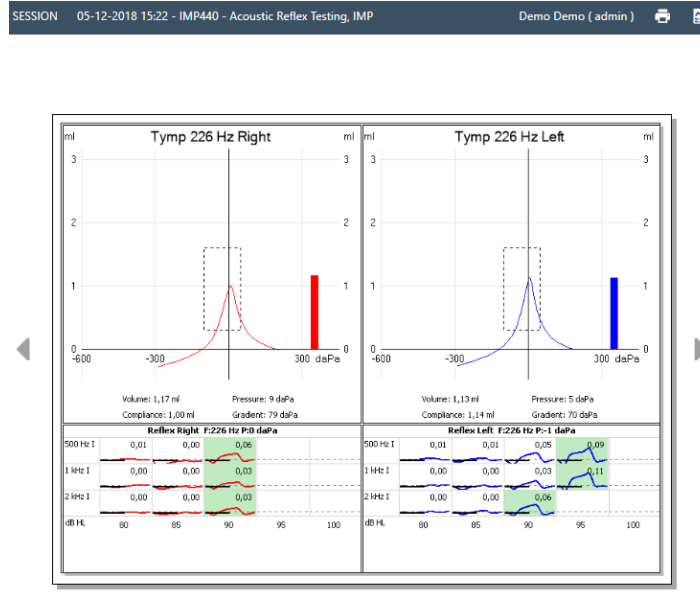 SESSION 05-12-2018 15:22 - IMP440 - Acoustic Reflex Testing, IMP Demo Demo ( admin )
ml Tymp 226 Hz Right ml
3 3
2 2
1 1
0
-600 -300 300 daPa
Volume: 1,17 ml Pressure: 9 daPa
Compliance: 1,00 ml Gradient: 79 daPa
ml Tymp 226 Hz Left ml
3 3
2 2
1 1
0
-600 -300 300 daPa
Volume: 1,13 ml Pressure: 5 daPa
Compliance: 1,14 ml Gradient: 70 daPa
Reflex Right F:226 Hz P:0 daPa
500 Hz I 0,01 0,00 0,06
1 kHz I 0,00 0,00 0,03
2 kHz I 0,00 0,00 0,03
dB HL 80 85 90 95 100
Reflex Left F:226 Hz P:-1 daPa
500 Hz I 0,01 0,01 0,05 0,09
1 kHz I 0,00 0,00 0,03 0,11
2 kHz I 0,00 0,00 0,06
dB HL 80 85 90 95 100